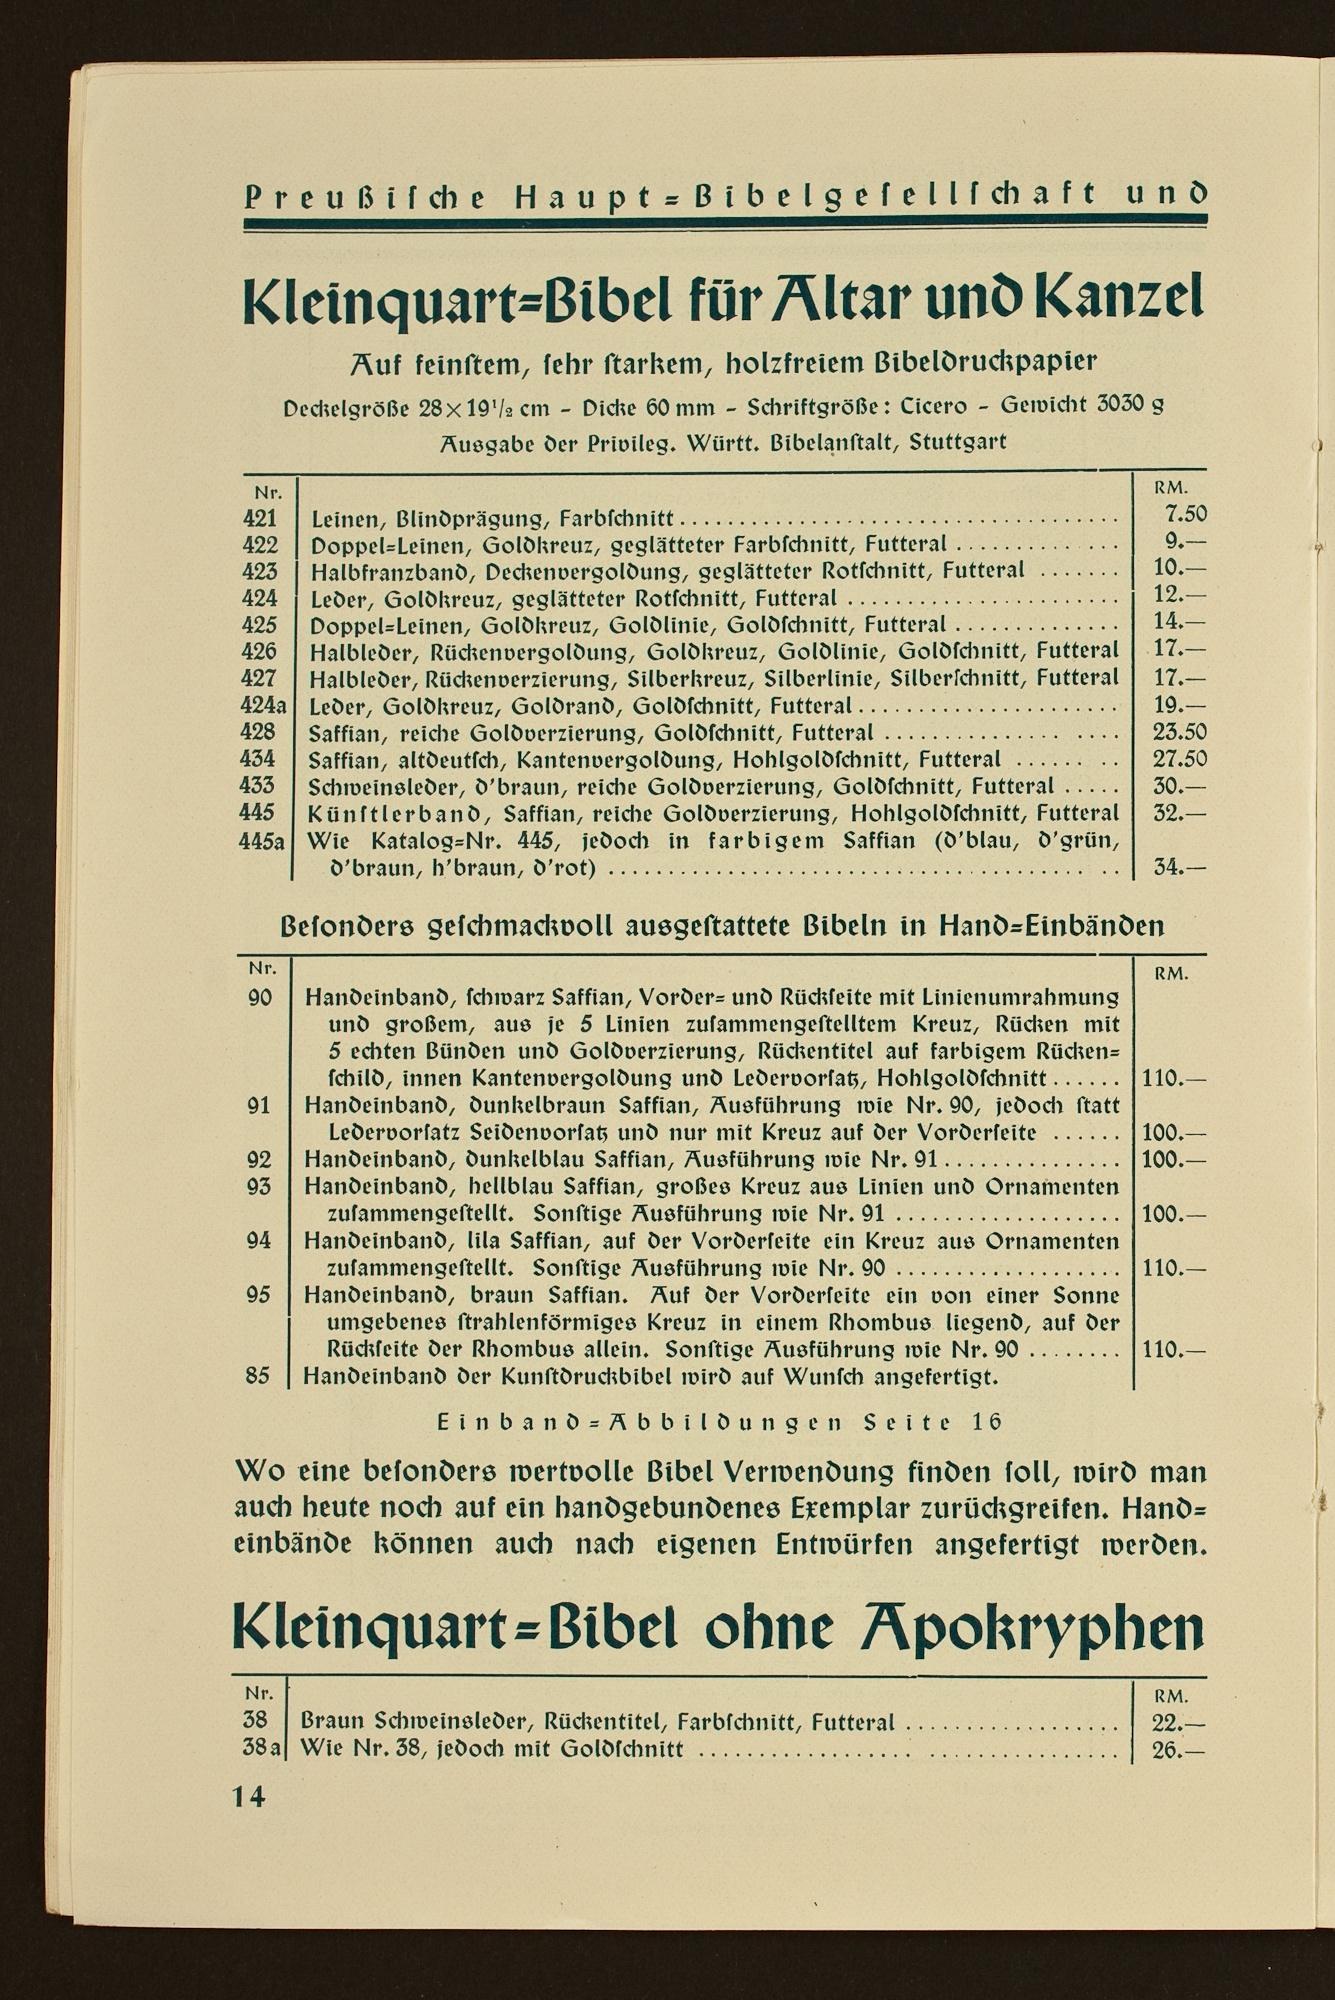 Preußiſche Haupt=Bibelgeſellſchaft und
Kleinquart=Bibel für Altar und Kanzel
Auf feinſtem, ſehr ſtarkem, holzfreiem Bibeldruckpapier
Deckelgröße 28×19¹/₂ cm – Dicke 60 mm – Schriftgröße: Cicero – Gewicht 3030 g
Ausgabe der Privileg. Württ. Bibelanſtalt, Stuttgart
Nr. RM.
421 Leinen, Blindprägung, Farbſchnitt 7.50
422 Doppel=Leinen, Goldkreuz, geglätteter Farbſchnitt, Futteral 9.—
423 Halbfranzband, Deckenvergoldung, geglätteter Rotſchnitt, Futteral 10.—
424 Leder, Goldkreuz, geglätteter Rotſchnitt, Futteral 12.—
425 Doppel=Leinen, Goldkreuz, Goldlinie, Goldſchnitt, Futteral 14.—
426 Halbleder, Rückenvergoldung, Goldkreuz, Goldlinie, Goldſchnitt, Futteral 17.—
427 Halbleder, Rückenverzierung, Silberkreuz, Silberlinie, Silberſchnitt, Futteral 17.—
424a Leder, Goldkreuz, Goldrand, Goldſchnitt, Futteral 19.—
428 Saffian, reiche Goldverzierung, Goldſchnitt, Futteral 23.50
434 Saffian, altdeutſch, Kantenvergoldung, Hohlgoldſchnitt, Futteral 27.50
433 Schweinsleder, d'braun, reiche Goldverzierung, Goldſchnitt, Futteral 30.—
445 Künſtlerband, Saffian, reiche Goldverzierung, Hohlgoldſchnitt, Futteral 32.—
445a Wie Katalog=Nr. 445, jedoch in farbigem Saffian (d'blau, d'grün,
d'braun, h'braun, d'rot) 34.—
Beſonders geſchmackvoll ausgeſtattete Bibeln in Hand=Einbänden
Nr. RM.
90 Handeinband, ſchwarz Saffian, Vorder= und Rückſeite mit Linienumrahmung
und großem, aus je 5 Linien zuſammengeſtelltem Kreuz, Rücken mit
5 echten Bünden und Goldverzierung, Rückentitel auf farbigem Rücken=
ſchild, innen Kantenvergoldung und Ledervorſatz, Hohlgoldſchnitt 110.—
91 Handeinband, dunkelbraun Saffian, Ausführung wie Nr. 90, jedoch ſtatt
Ledervorſatz Seidenvorſatz und nur mit Kreuz auf der Vorderſeite 100.—
92 Handeinband, dunkelblau Saffian, Ausführung wie Nr. 91 100.—
93 Handeinband, hellblau Saffian, großes Kreuz aus Linien und Ornamenten
zuſammengeſtellt. Sonſtige Ausführung wie Nr. 91 100.—
94 Handeinband, lila Saffian, auf der Vorderſeite ein Kreuz aus Ornamenten
zuſammengeſtellt. Sonſtige Ausführung wie Nr. 90 110.—
95 Handeinband, braun Saffian. Auf der Vorderſeite ein von einer Sonne
umgebenes ſtrahlenförmiges Kreuz in einem Rhombus liegend, auf der
Rückſeite der Rhombus allein. Sonſtige Ausführung wie Nr. 90 110.—
85 Handeinband der Kunſtdruckbibel wird auf Wunſch angefertigt.
Einband=Abbildungen Seite 16
Wo eine beſonders wertvolle Bibel Verwendung finden ſoll, wird man
auch heute noch auf ein handgebundenes Exemplar zurückgreifen. Hand=
einbände können auch nach eigenen Entwürfen angefertigt werden.
Kleinquart=Bibel ohne Apokryphen
Nr. RM.
38 Braun Schweinsleder, Rückentitel, Farbſchnitt, Futteral 22.—
38a Wie Nr. 38, jedoch mit Goldſchnitt 26.—
14